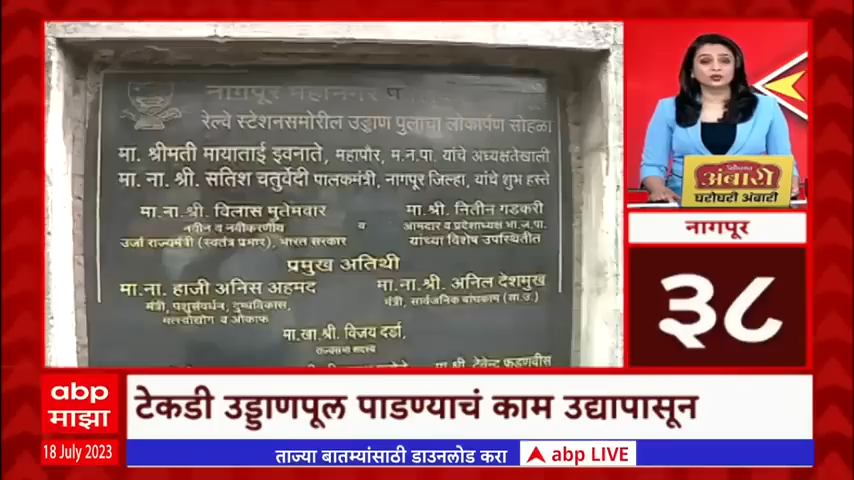 नागपूर महानगर
रेल्वे स्टेशनसमोरील उड्डाण पुलाचा लोकार्पण सोहळा
मा. श्रीमती मायाताई इवनाते, महापौर, म.न.पा. यांचे अध्यक्षतेखाली
मा. ना. श्री. सतिश चतुर्वेदी पालकमंत्री, नागपूर जिल्हा, यांचे शुभ हस्ते
मा.ना.श्री. विलास मुत्तेमवार
नवीन व नवीकरणीय
उर्जा राज्यमंत्री (स्वतंत्र प्रभार), भारत सरकार
व
मा.श्री. नितीन गडकरी
आमदार व प्रदेशाध्यक्ष भा.ज.पा.
यांच्या विशेष उपस्थितीत
प्रमुख अतिथी
मा.ना. हाजी अनिस अहमद
मंत्री, पशुसंवर्धन, दुग्धविकास,
मत्स्योद्योग व औकाफ
मा.ना.श्री. अनिल देशमुख
मंत्री, सार्वजनिक बांधकाम (सा.उ.)
मा.खा.श्री. विजय दर्डा,
राज्यसभा सदस्य
मा.श्री. देवेन्द्र फडणवीस
अंबारी
घरोघरी अंबारी
नागपूर
३८
abp
माझा
टेकडी उड्डाणपूल पाडण्याचं काम उद्यापासून
18 July 2023
ताज्या बातम्यांसाठी डाउनलोड करा
abp LIVE